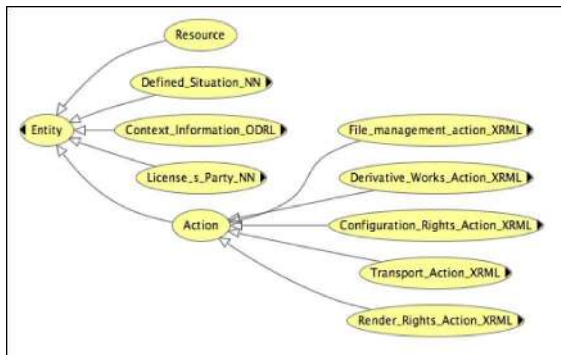 Resource
Defined_Situation_NN
Entity
Context_Information_ODRL
File_management_action_XRML
License_s_Party_NN
Derivative_Works_Action_XRML
Action
Configuration_Rights_Action_XRML
Transport_Action_XRML
Render_Rights_Action_XRML